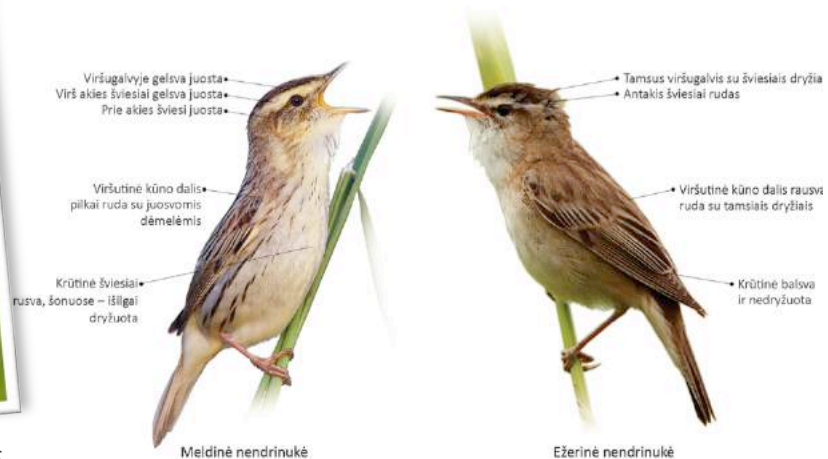 Viršugalvyje gelsva juosta
Virš akies šviesiai gelsva juosta
Prie akies šviesi juosta
Viršutinė kūno dalis
pilkai ruda su juosvomis
dėmelėmis
Krūtinė šviesiai
rusva, šonuose – išilgai
dryžuota
Meldinė nendrinukė
Tamsus viršugalvis su šviesiais dryžia
Antakis šviesiai rudas
Viršutinė kūno dalis rausva
ruda su tamsiais dryžiais
Krūtinė balsva
ir nedryžuota
Ežerinė nendrinukė